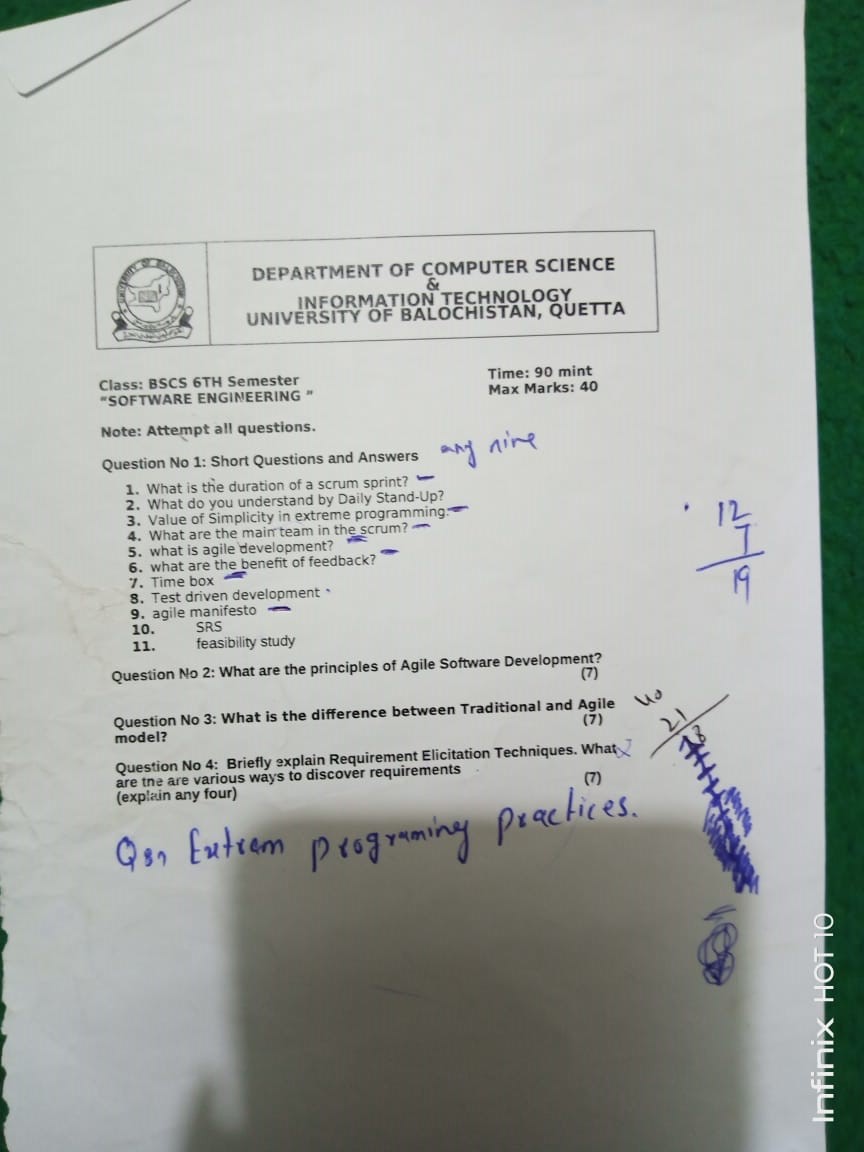 DEPARTMENT OF COMPUTER SCIENCE
&
INFORMATION TECHNOLOGY
UNIVERSITY OF BALOCHISTAN, QUETTA
Class: BSCS 6TH Semester
Time: 90 mint
"SOFTWARE ENGINEERING "
Max Marks: 40
Note: Attempt all questions.
Question No 1: Short Questions and Answers any nine
1. What is the duration of a scrum sprint?
2. What do you understand by Daily Stand-Up?
3. Value of Simplicity in extreme programming.
4. What are the main team in the scrum?
5. what is agile development?
6. what are the benefit of feedback?
7. Time box
8. Test driven development
9. agile manifesto
10. SRS
11. feasibility study
12
7
19
Question No 2: What are the principles of Agile Software Development?
(7)
Question No 3: What is the difference between Traditional and Agile
model? (7)
40
21
Question No 4: Briefly explain Requirement Elicitation Techniques. What
are the are various ways to discover requirements (7)
(explain any four)
Extrem programing practices.
Infinix HOT 10